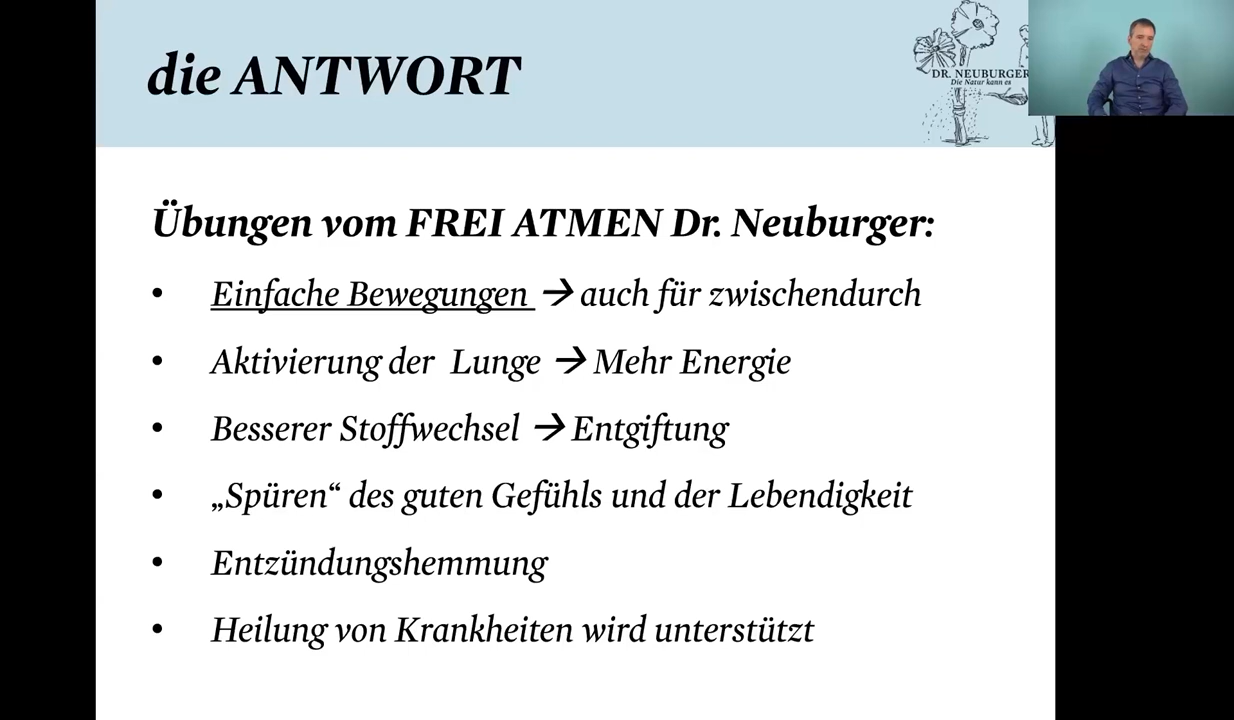 die ANTWORT
DR. NEUBURGER
Die Natur kann es
Übungen vom FREI ATMEN Dr. Neuburger:
• Einfache Bewegungen → auch für zwischendurch
• Aktivierung der Lunge → Mehr Energie
• Besserer Stoffwechsel → Entgiftung
• „Spüren“ des guten Gefühls und der Lebendigkeit
• Entzündungshemmung
• Heilung von Krankheiten wird unterstützt